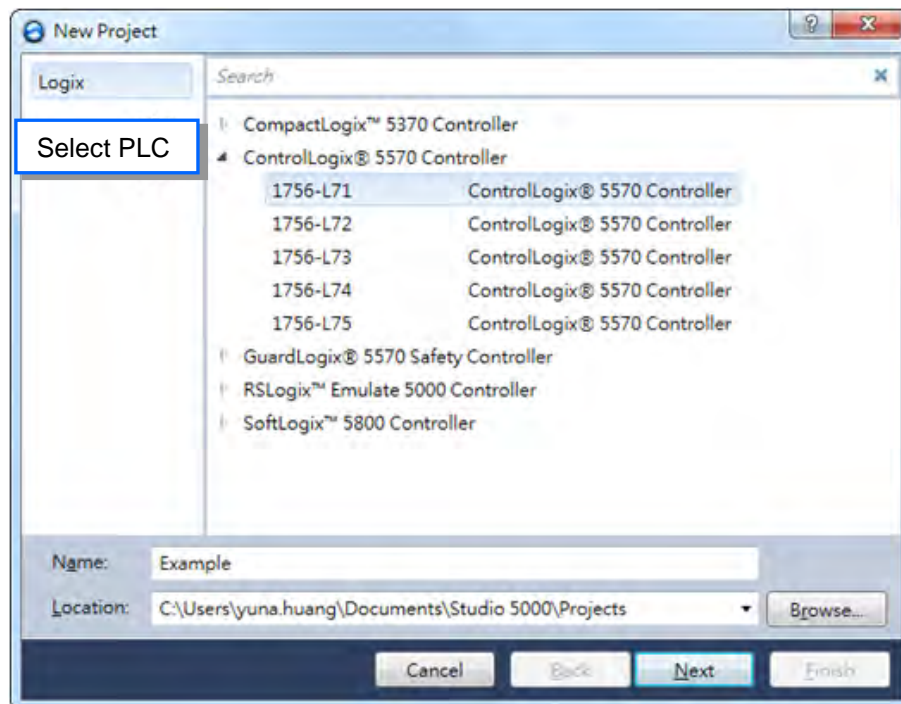 New Project
Logix
Search
Select PLC
CompactLogix™ 5370 Controller
ControlLogix® 5570 Controller
1756-L71 ControlLogix® 5570 Controller
1756-L72 ControlLogix® 5570 Controller
1756-L73 ControlLogix® 5570 Controller
1756-L74 ControlLogix® 5570 Controller
1756-L75 ControlLogix® 5570 Controller
GuardLogix® 5570 Safety Controller
RSLogix™ Emulate 5000 Controller
SoftLogix™ 5800 Controller
Name: Example
Location: C:\Users\yuna.huang\Documents\Studio 5000\Projects Browse...
Cancel Back Next Finish